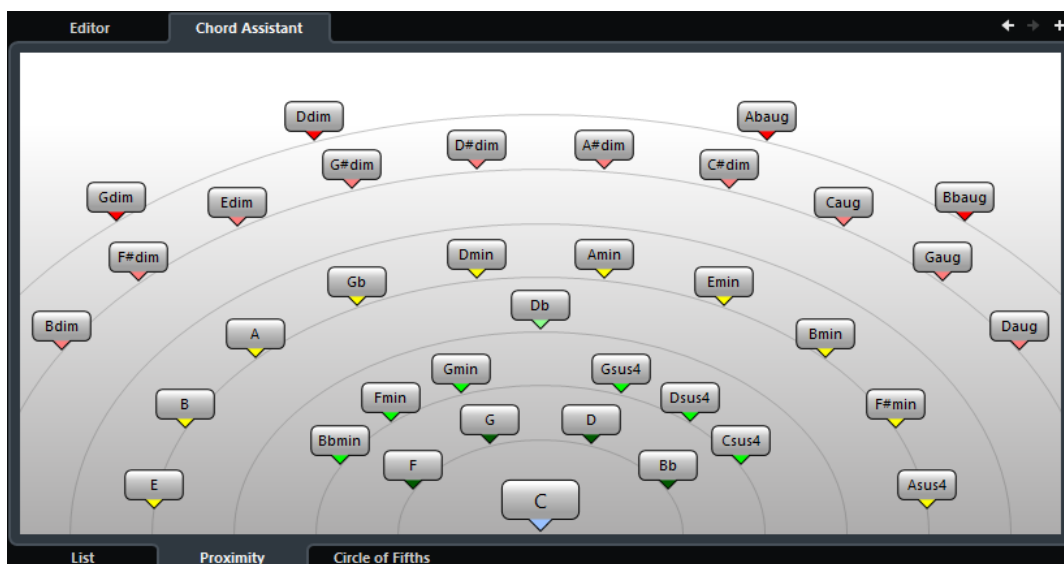 Editor
Chord Assistant
Ddim
Abaug
G#dim
D#dim
A#dim
C#dim
Gdim
Edim
Caug
Bbaug
F#dim
Dmin
Amin
Gaug
Gb
Emin
Db
Bdim
A
Bmin
Daug
Gmin
Gsus4
B
Fmin
Dsus4
F#min
G
D
Bbmin
Csus4
F
Bb
E
C
Asus4
List
Proximity
Circle of Fifths